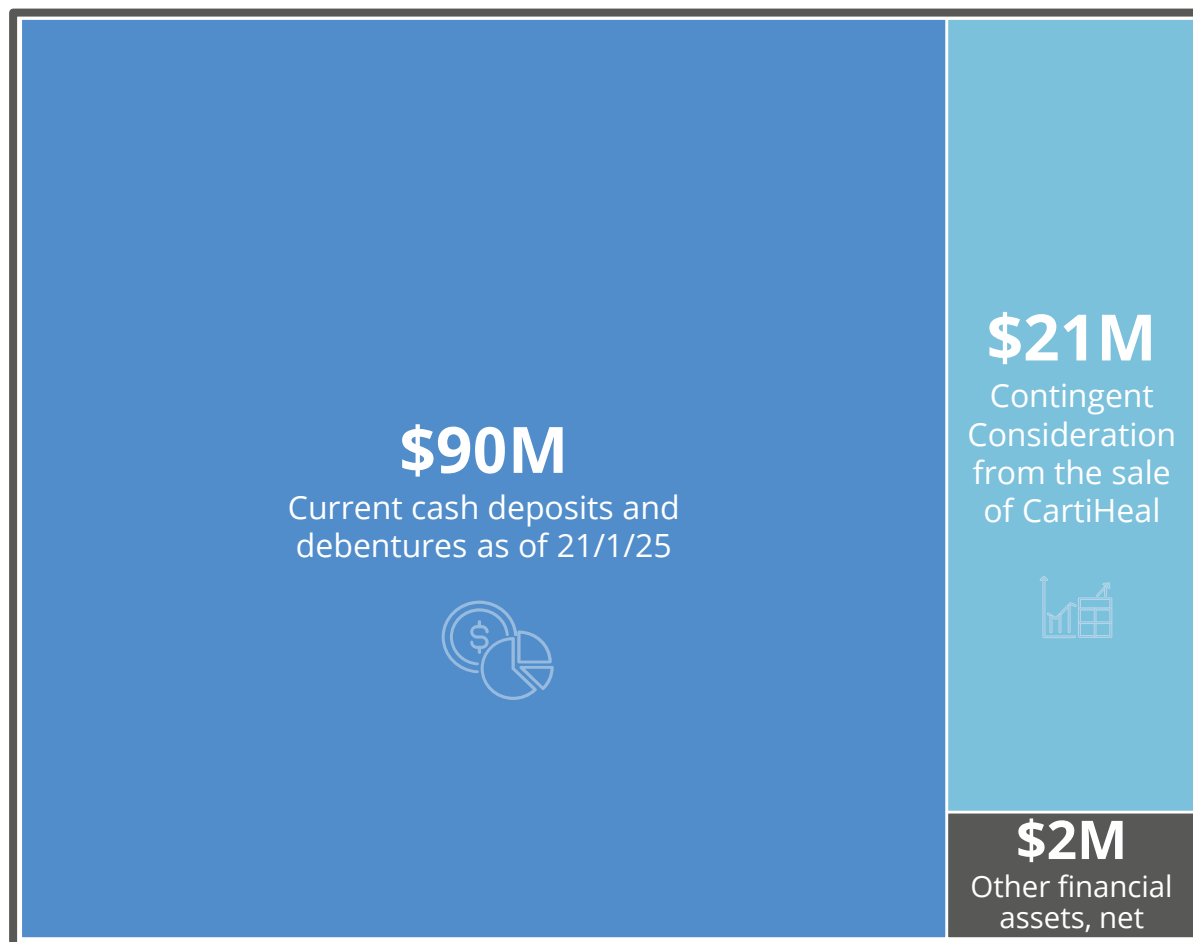 $90M
Current cash deposits and
debentures as of 21/1/25
$
$21M
Contingent
Consideration
from the sale
of CartiHeal
$2M
Other financial
assets, net